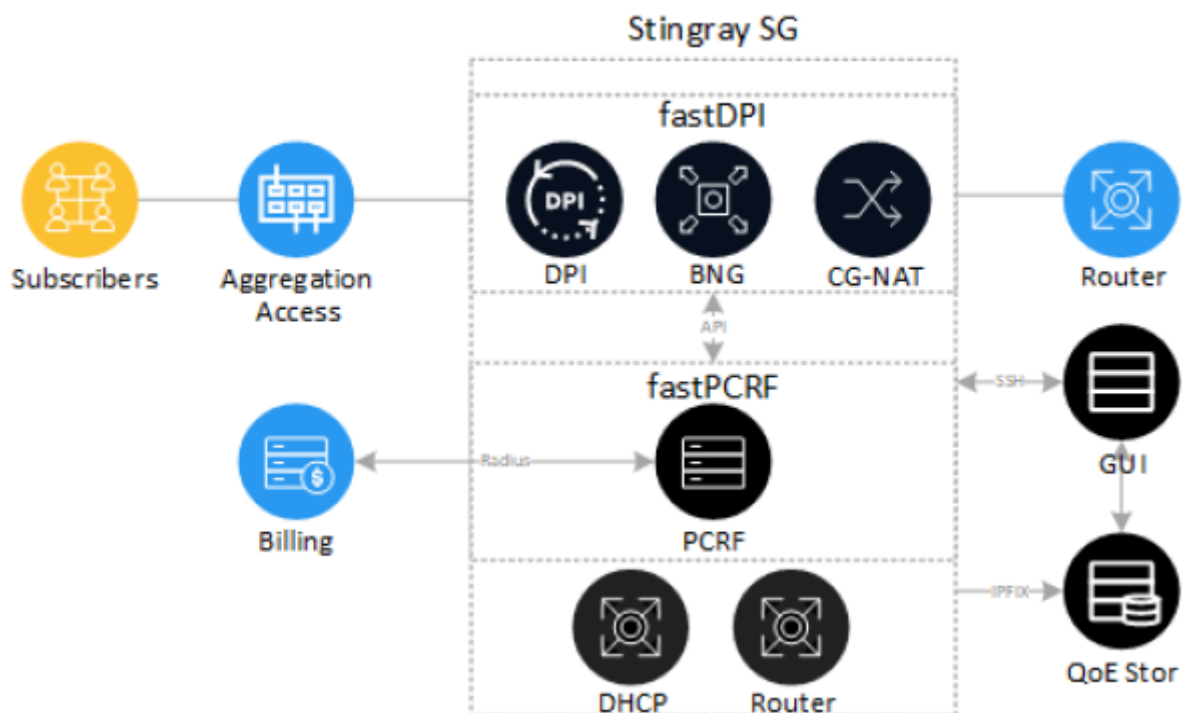 Stingray SG
fastDPI
DPI
DPI
BNG
CG-NAT
Subscribers
Aggregation
Access
Router
API
fastPCRF
SSH
GUI
Radius
Billing
PCRF
IPFIX
DHCP
Router
QoE Stor